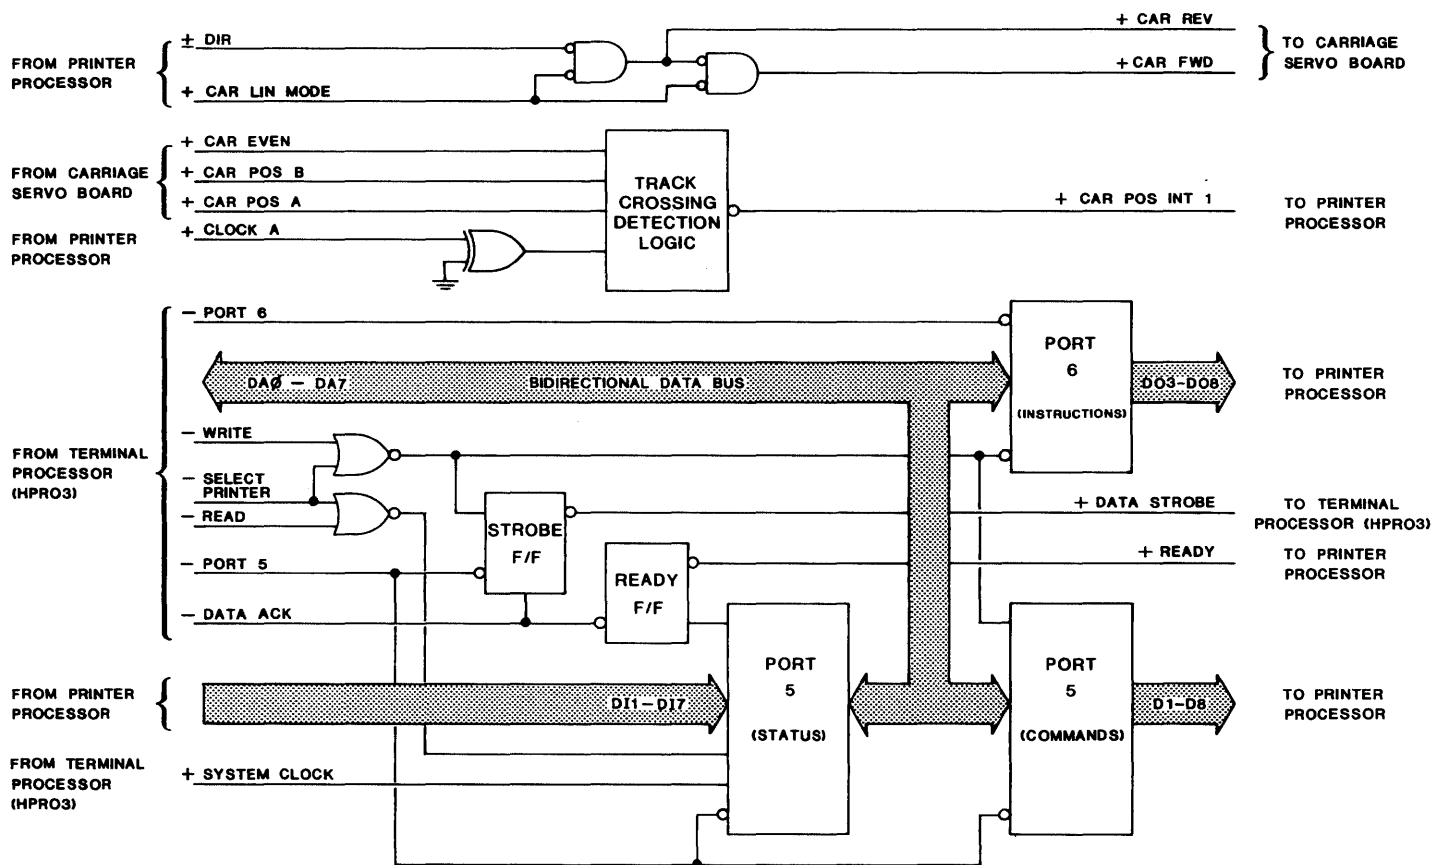 ± DIR
+ CAR REV
FROM PRINTER
PROCESSOR
TO CARRIAGE
SERVO BOARD
+ CAR FWD
+ CAR LIN MODE
+ CAR EVEN
FROM CARRIAGE
SERVO BOARD
+ CAR POS B
+ CAR POS A
TRACK
CROSSING
DETECTION
LOGIC
+ CAR POS INT 1
TO PRINTER
PROCESSOR
FROM PRINTER
PROCESSOR
+ CLOCK A
- PORT 6
PORT
6
(INSTRUCTIONS)
DAØ - DA7
BIDIRECTIONAL DATA BUS
DO3-DO8
TO PRINTER
PROCESSOR
- WRITE
FROM TERMINAL
PROCESSOR
(HPRO3)
- SELECT
PRINTER
- READ
STROBE
F/F
+ DATA STROBE
TO TERMINAL
PROCESSOR (HPRO3)
- PORT 5
READY
F/F
+ READY
TO PRINTER
PROCESSOR
- DATA ACK
FROM PRINTER
PROCESSOR
DI1-DI7
PORT
5
(STATUS)
PORT
5
(COMMANDS)
D1-D8
TO PRINTER
PROCESSOR
FROM TERMINAL
PROCESSOR
(HPRO3)
+ SYSTEM CLOCK